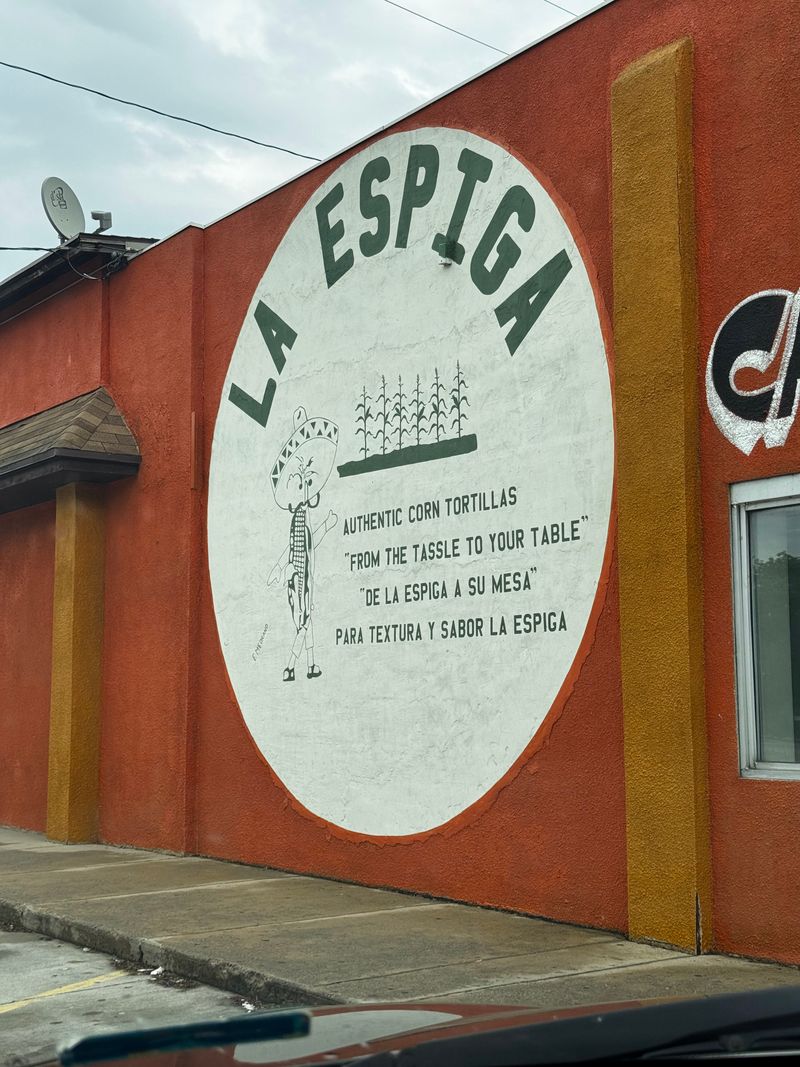 LA ESPIGA
AUTHENTIC CORN TORTILLAS
"FROM THE TASSLE TO YOUR TABLE"
"DE LA ESPIGA A SU MESA"
PARA TEXTURA Y SABOR LA ESPIGA